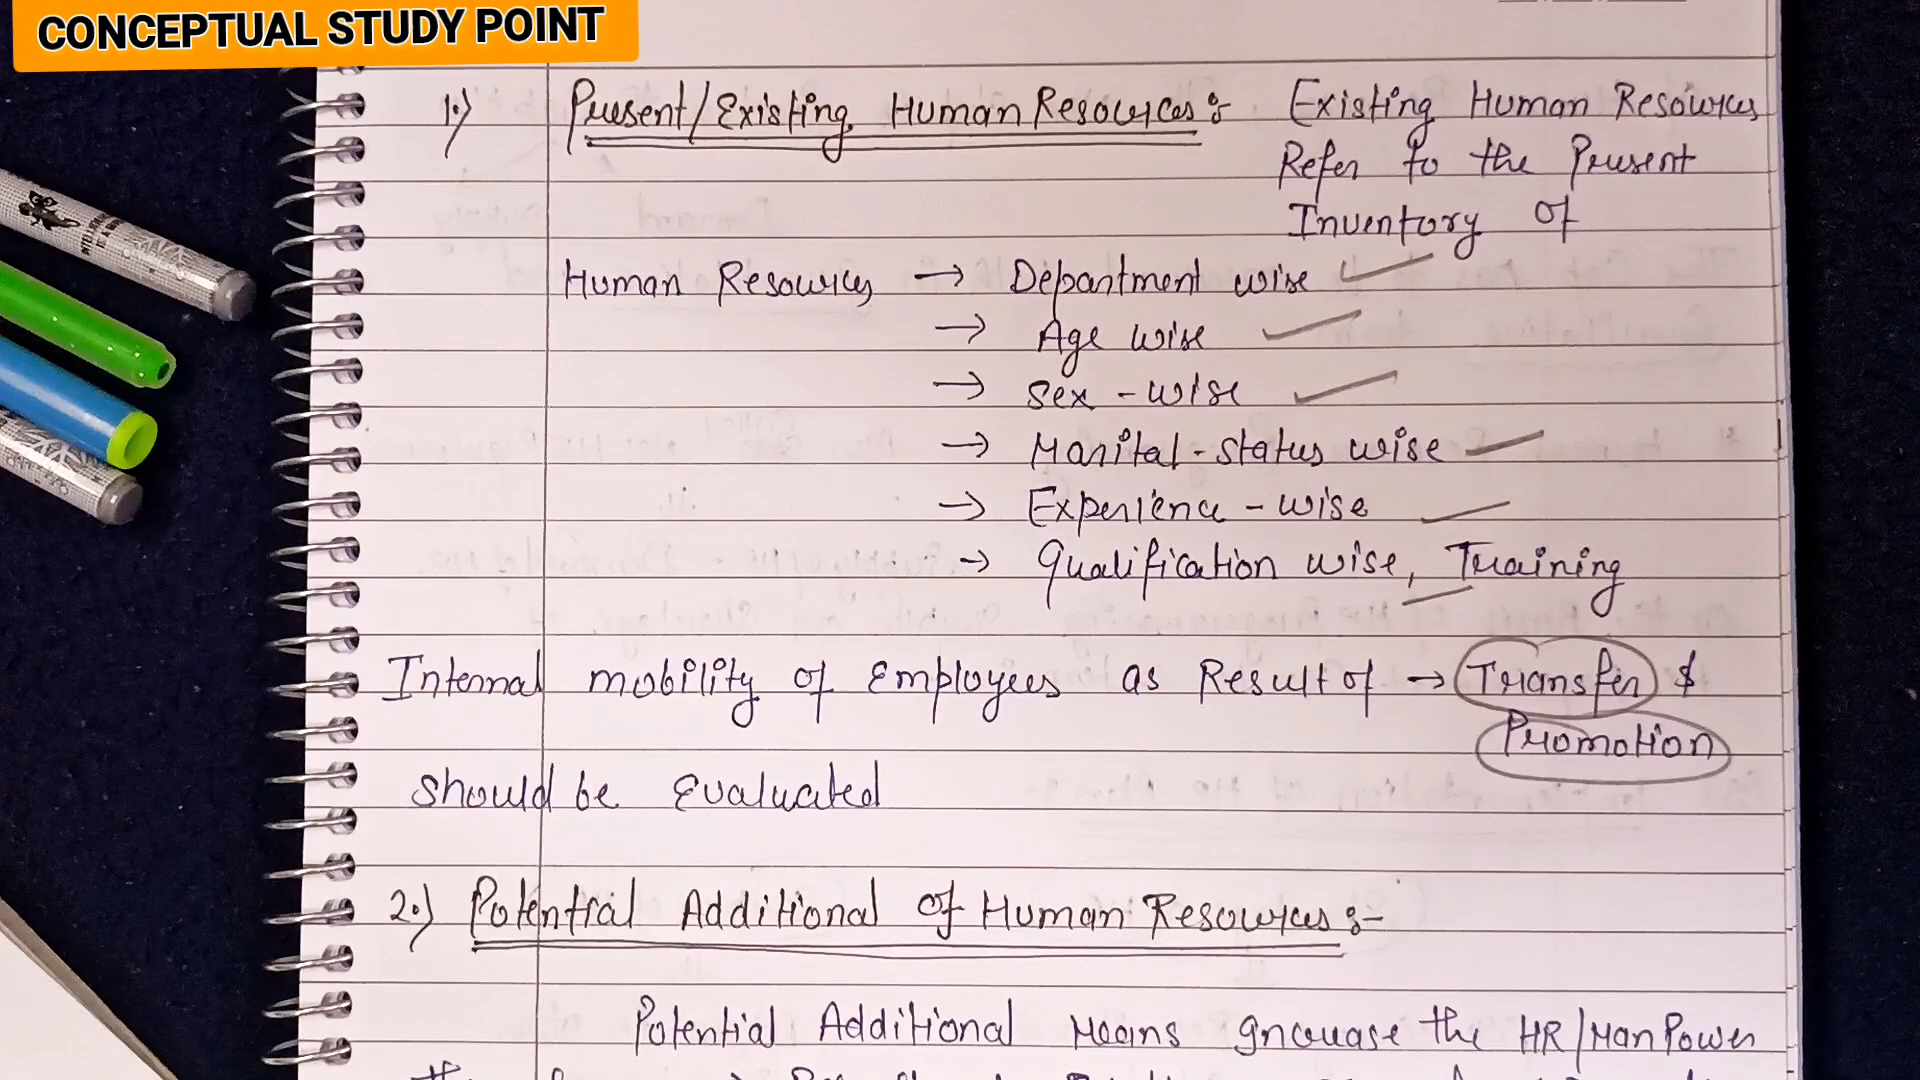 CONCEPTUAL STUDY POINT
1.) Present/Existing Human Resources :- Existing Human Resources
Refer to the Present
Inventory of
Human Resources → Department wise
→ Age wise
→ Sex - wise
→ Marital - Status wise
→ Experience - wise
→ Qualification wise, Training
Internal mobility of Employees as Result of → Transfer &
Promotion
should be Evaluated
2.) Potential Additional of Human Resources :-
Potential Additional Means Increase the HR/Man Power